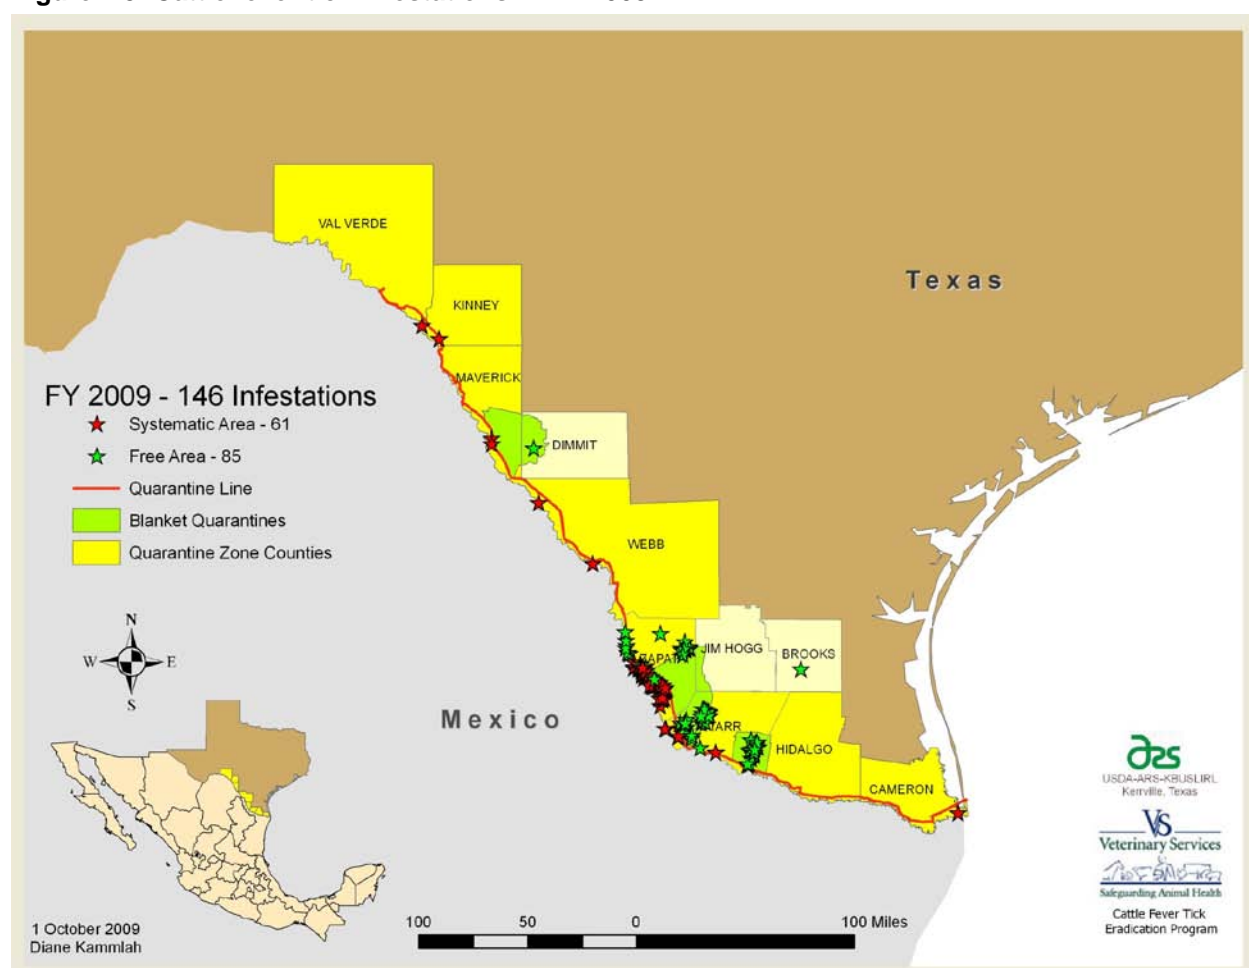 VAL VERDE
Texas
KINNEY
MAVERICK
FY 2009 - 146 Infestations
Systematic Area - 61
Free Area - 85
Quarantine Line
Blanket Quarantines
Quarantine Zone Counties
DIMMIT
WEBB
N
W
E
S
JIM HOGG
BROOKS
Mexico
HIDALGO
CAMERON
USDA-ARS-KBUSLIRL
Kerrville, Texas
VS
Veterinary Services
Safeguarding Animal Health
Cattle Fever Tick
Eradication Program
1 October 2009
Diane Kammlah
100 50 0 100 Miles